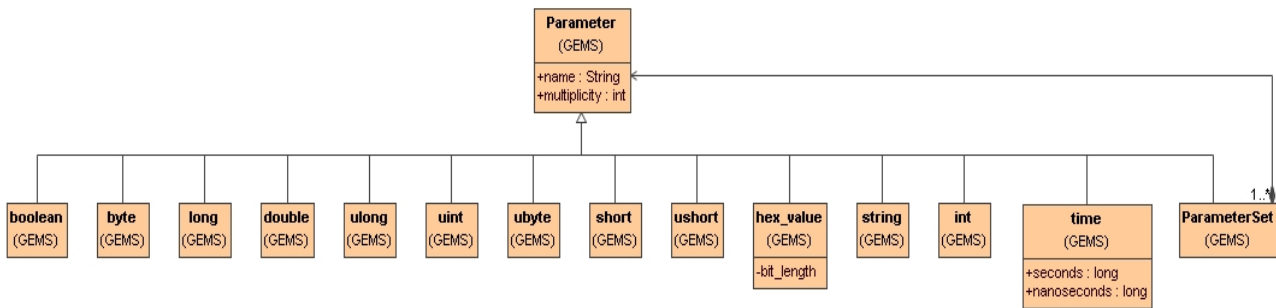 Parameter
(GEMS)
+name : String
+multiplicity : int
1..*
boolean
(GEMS)
byte
(GEMS)
long
(GEMS)
double
(GEMS)
ulong
(GEMS)
uint
(GEMS)
ubyte
(GEMS)
short
(GEMS)
ushort
(GEMS)
hex_value
(GEMS)
-bit_length
string
(GEMS)
int
(GEMS)
time
(GEMS)
+seconds : long
+nanoseconds : long
ParameterSet
(GEMS)